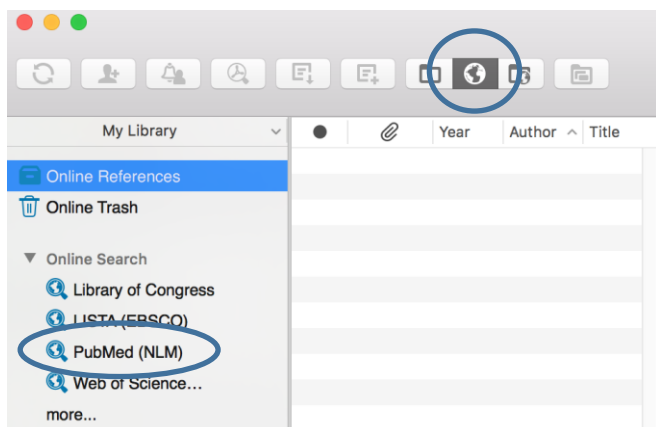 My Library
Year Author Title
Online References
Online Trash
Online Search
Library of Congress
LISTA (EBSCO)
PubMed (NLM)
Web of Science...
more...